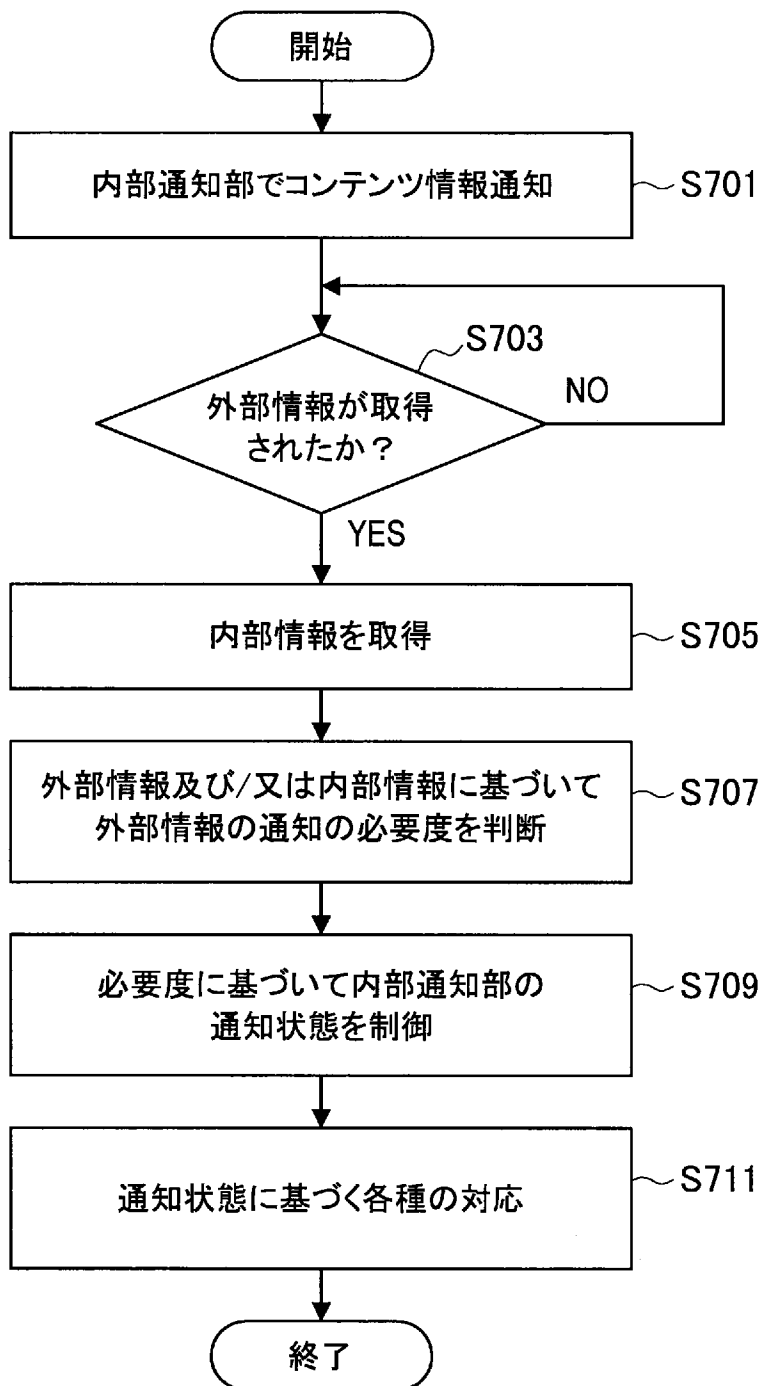 開始
内部通知部でコンテンツ情報通知
S701
S703
外部情報が取得
されたか？
NO
YES
内部情報を取得
S705
外部情報及び/又は内部情報に基づいて
外部情報の通知の必要度を判断
S707
必要度に基づいて内部通知部の
通知状態を制御
S709
通知状態に基づく各種の対応
S711
終了